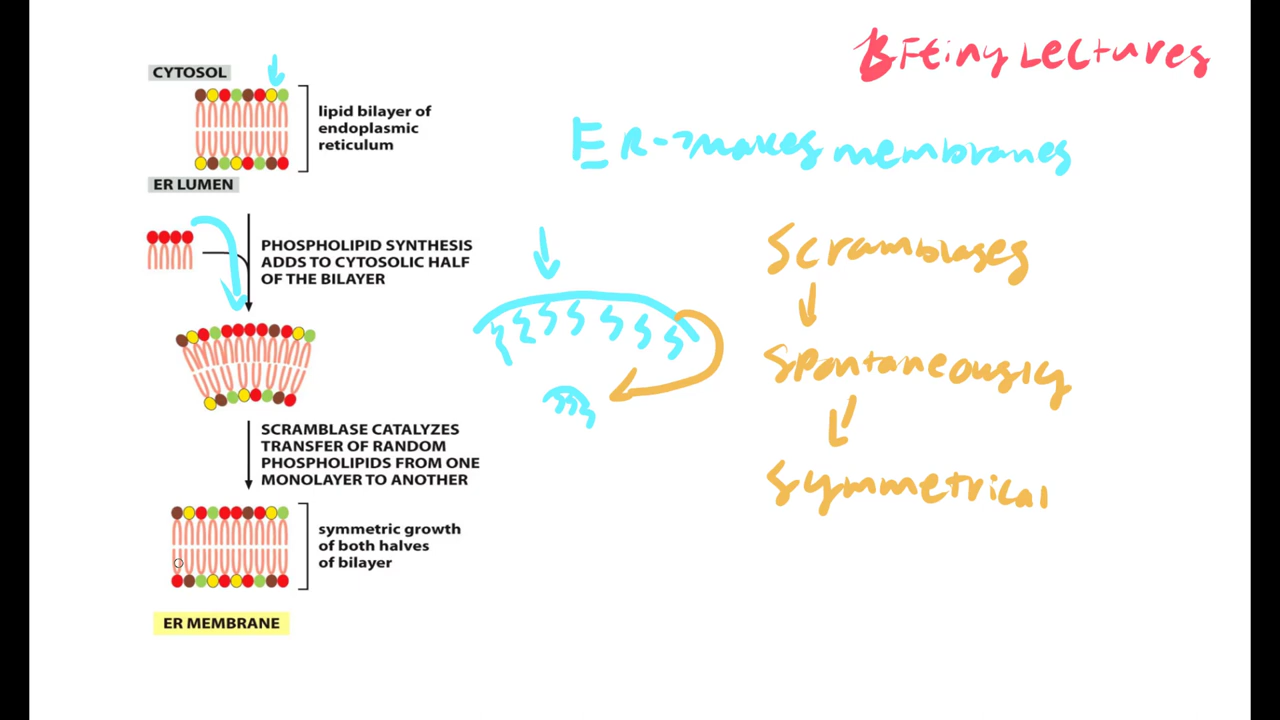 BFeiny Lectures
CYTOSOL
lipid bilayer of
endoplasmic
reticulum
ER LUMEN
ER→makes membranes
PHOSPHOLIPID SYNTHESIS
ADDS TO CYTOSOLIC HALF
OF THE BILAYER
Scramblases
Spontaneously
Symmetrical
SCRAMBLASE CATALYZES
TRANSFER OF RANDOM
PHOSPHOLIPIDS FROM ONE
MONOLAYER TO ANOTHER
symmetric growth
of both halves
of bilayer
ER MEMBRANE